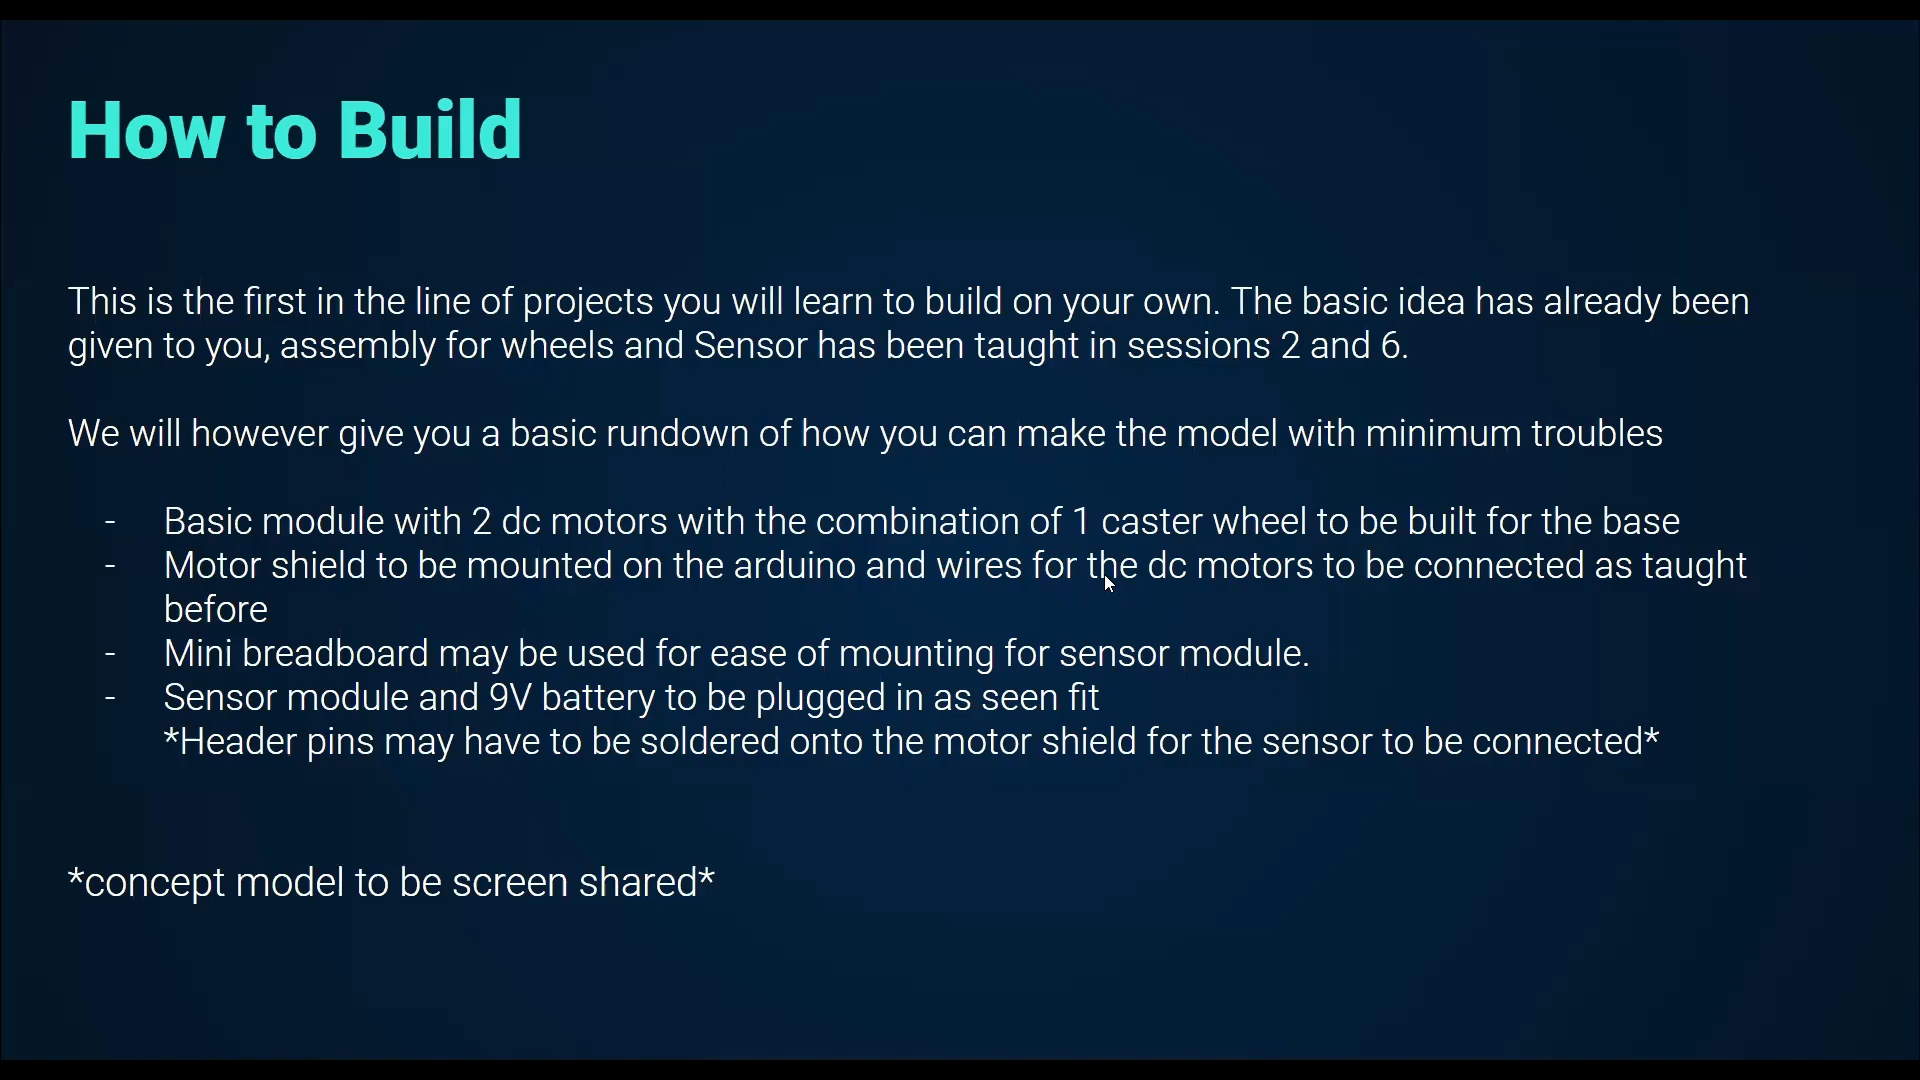 How to Build
This is the first in the line of projects you will learn to build on your own. The basic idea has already been
given to you, assembly for wheels and Sensor has been taught in sessions 2 and 6.
We will however give you a basic rundown of how you can make the model with minimum troubles
- Basic module with 2 dc motors with the combination of 1 caster wheel to be built for the base
- Motor shield to be mounted on the arduino and wires for the dc motors to be connected as taught
before
- Mini breadboard may be used for ease of mounting for sensor module.
- Sensor module and 9V battery to be plugged in as seen fit
*Header pins may have to be soldered onto the motor shield for the sensor to be connected*
*concept model to be screen shared*